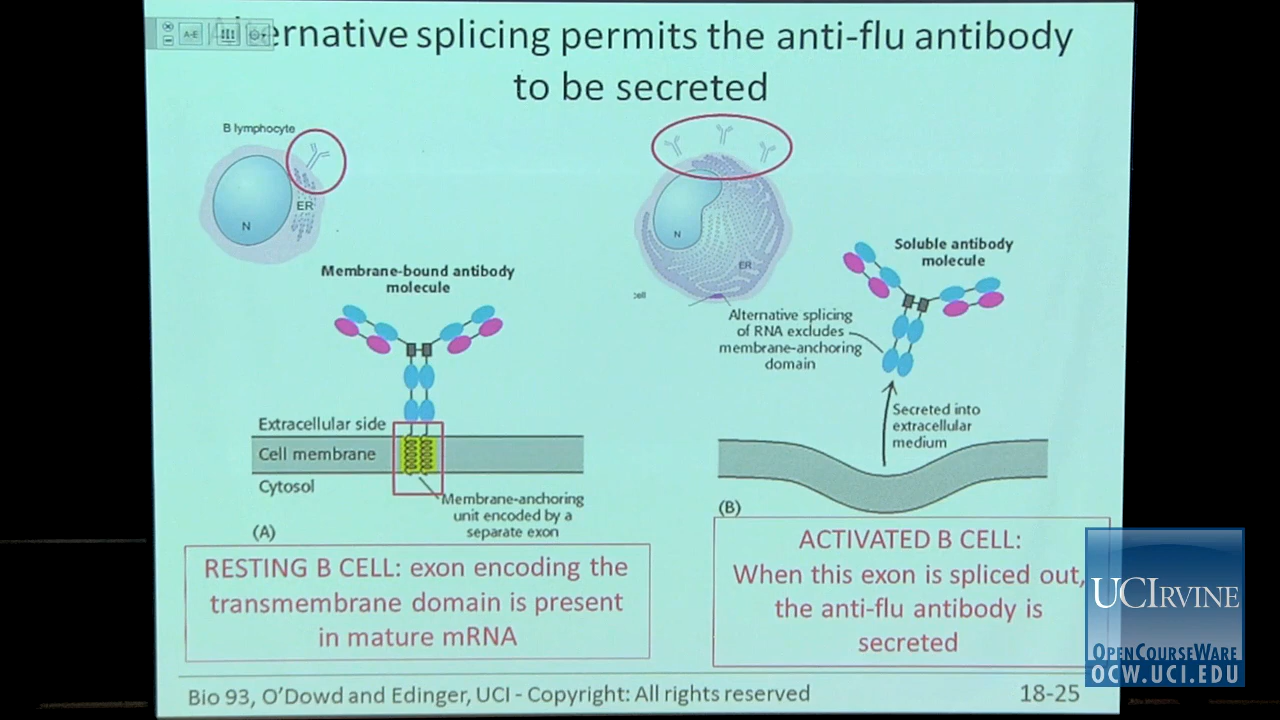 A-E
ernative splicing permits the anti-flu antibody
to be secreted
B lymphocyte
ER
N
N
ER
cell
Membrane-bound antibody
molecule
Extracellular side
Cell membrane
Cytosol
Membrane-anchoring
unit encoded by a
separate exon
(A)
Soluble antibody
molecule
Alternative splicing
of RNA excludes
membrane-anchoring
domain
Secreted into
extracellular
medium
(B)
RESTING B CELL: exon encoding the
transmembrane domain is present
in mature mRNA
ACTIVATED B CELL:
When this exon is spliced out,
the anti-flu antibody is
secreted
Bio 93, O'Dowd and Edinger, UCI - Copyright: All rights reserved
18-25
UCIRVINE
OPENCOURSEWARE
OCW.UCI.EDU